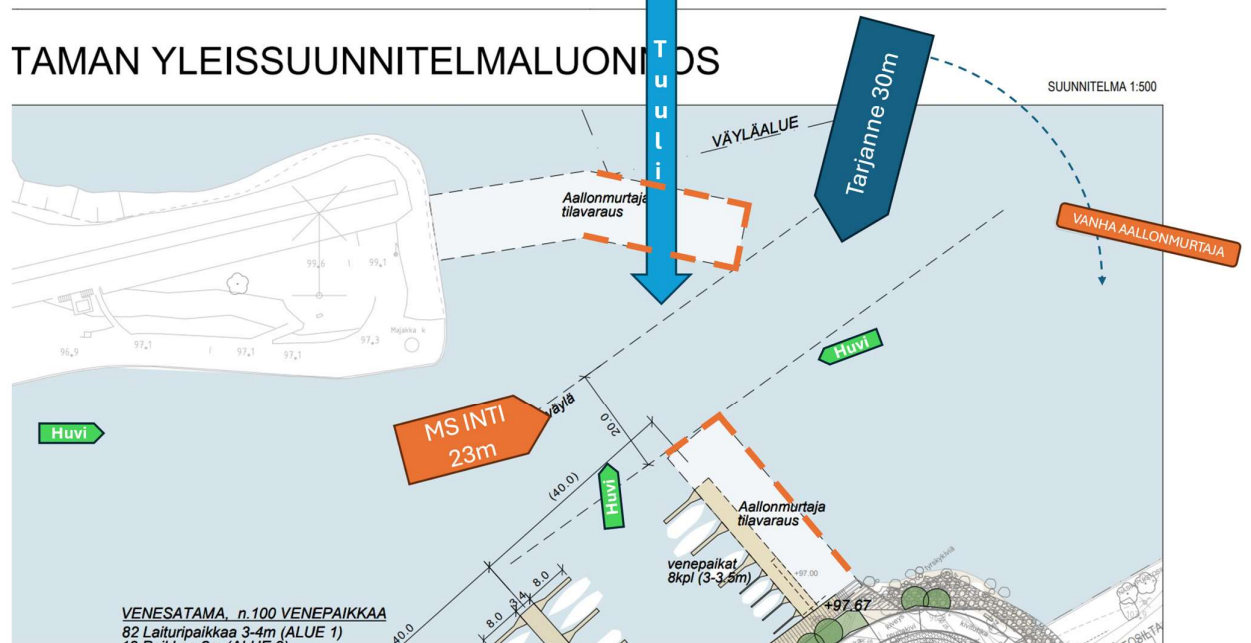 TAMAN YLEISSUUNNITELMALUONNOS
SUUNNITELMA 1:500
Tuuli
Tarjanne 30m
VÄYLÄALUE
Aallonmurtaja
tilavaraus
VANHA AALLONMURTAJA
99,6
99,1
Majakka
96,9
97,1
97,1
97,1
97,3
Huvi
Huvi
MS INTI
23m
väylä
20.0
(40.0)
Huvi
Aallonmurtaja
tilavaraus
venepaikat
8kpl (3-3,5m)
+97.00
+97.67
8.0
3.4
8.0
40.0
VENESATAMA, n.100 VENEPAIKKAA
82 Laituripaikkaa 3-4m (ALUE 1)